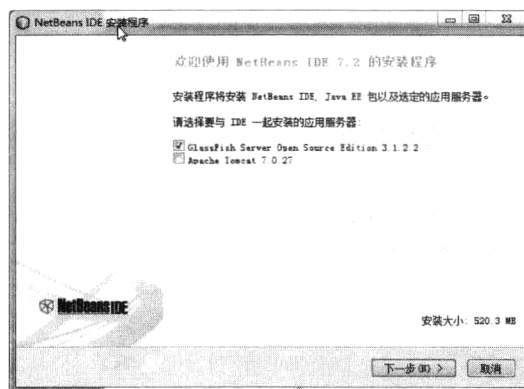 NetBeans IDE 安装程序
欢迎使用 NetBeans IDE 7.2 的安装程序
安装程序将安装 NetBeans IDE, Java EE 包以及选定的应用服务器。
请选择要与 IDE 一起安装的应用服务器:
GlassFish Server Open Source Edition 3.1.2.2
Apache Tomcat 7.0.27
NetBeans IDE
安装大小: 520.3 MB
下一步(N) >
取消